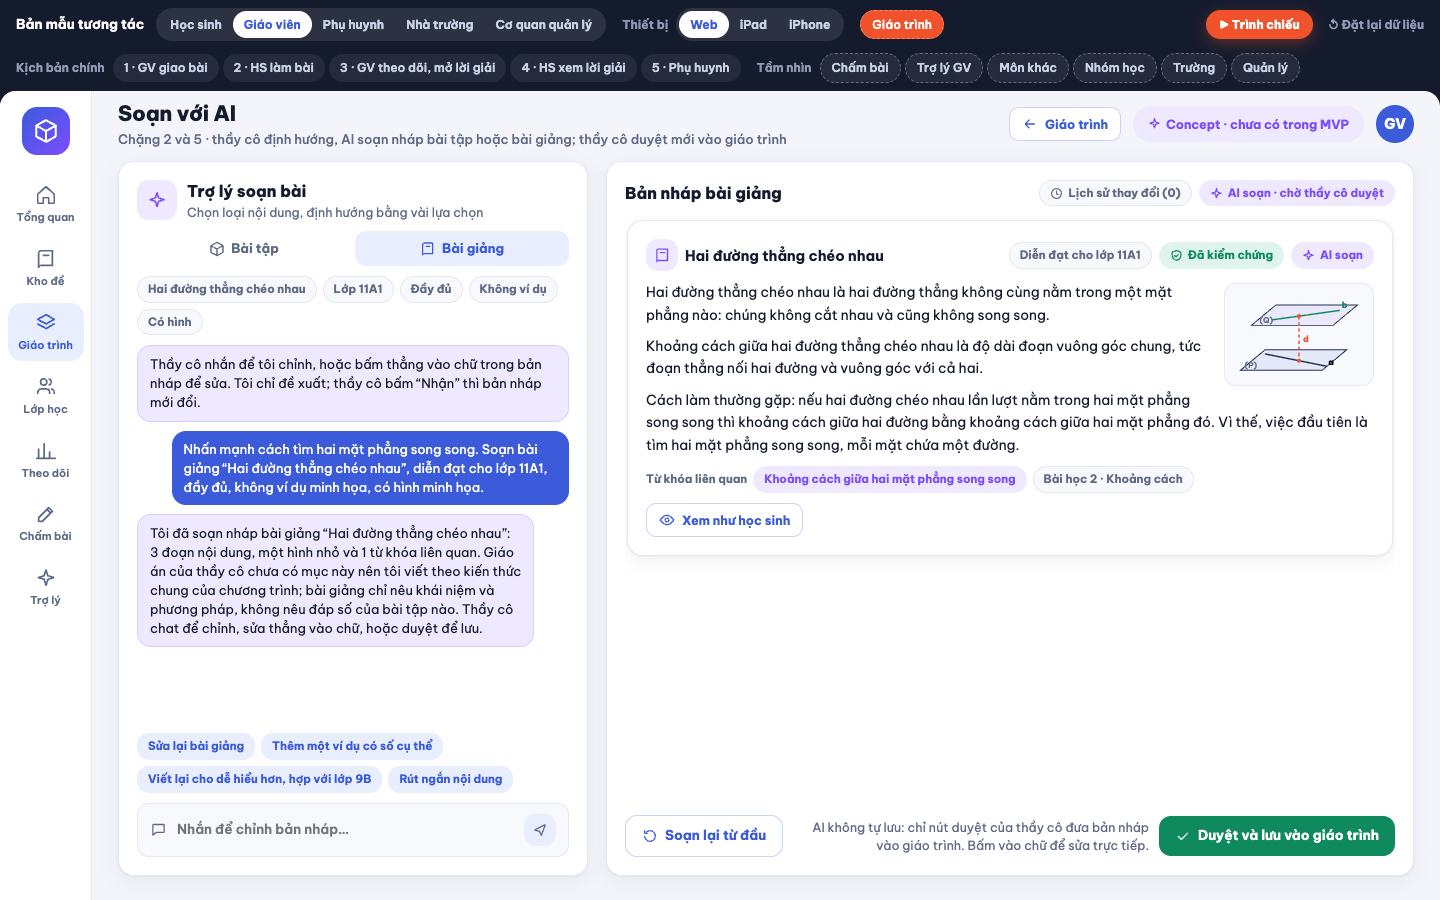 Bản mẫu tương tác
Học sinh
Giáo viên
Phụ huynh
Nhà trường
Cơ quan quản lý
Thiết bị
Web
iPad
iPhone
Giáo trình
Trình chiếu
Đặt lại dữ liệu
Kịch bản chính
1 · GV giao bài
2 · HS làm bài
3 · GV theo dõi, mở lời giải
4 · HS xem lời giải
5 · Phụ huynh
Tầm nhìn
Chấm bài
Trợ lý GV
Môn khác
Nhóm học
Trường
Quản lý
Tổng quan
Kho đề
Giáo trình
Lớp học
Theo dõi
Chấm bài
Trợ lý
Soạn với AI
Chặng 2 và 5 · thầy cô định hướng, AI soạn nháp bài tập hoặc bài giảng; thầy cô duyệt mới vào giáo trình
Giáo trình
Concept · chưa có trong MVP
GV
Trợ lý soạn bài
Chọn loại nội dung, định hướng bằng vài lựa chọn
Bài tập
Bài giảng
Hai đường thẳng chéo nhau
Lớp 11A1
Đầy đủ
Không ví dụ
Có hình
Thầy cô nhắn để tôi chỉnh, hoặc bấm thẳng vào chữ trong bản
nháp để sửa. Tôi chỉ đề xuất; thầy cô bấm “Nhận” thì bản nháp
mới đổi.
Nhấn mạnh cách tìm hai mặt phẳng song song. Soạn bài
giảng “Hai đường thẳng chéo nhau”, diễn đạt cho lớp 11A1,
đầy đủ, không ví dụ minh họa, có hình minh họa.
Tôi đã soạn nháp bài giảng “Hai đường thẳng chéo nhau”:
3 đoạn nội dung, một hình nhỏ và 1 từ khóa liên quan. Giáo
án của thầy cô chưa có mục này nên tôi viết theo kiến thức
chung của chương trình; bài giảng chỉ nêu khái niệm và
phương pháp, không nêu đáp số của bài tập nào. Thầy cô
chat để chỉnh, sửa thẳng vào chữ, hoặc duyệt để lưu.
Sửa lại bài giảng
Thêm một ví dụ có số cụ thể
Viết lại cho dễ hiểu hơn, hợp với lớp 9B
Rút ngắn nội dung
Nhắn để chỉnh bản nháp...
Bản nháp bài giảng
Lịch sử thay đổi (0)
AI soạn · chờ thầy cô duyệt
Hai đường thẳng chéo nhau
Diễn đạt cho lớp 11A1
Đã kiểm chứng
AI soạn
Hai đường thẳng chéo nhau là hai đường thẳng không cùng nằm trong một mặt
phẳng nào: chúng không cắt nhau và cũng không song song.
Khoảng cách giữa hai đường thẳng chéo nhau là độ dài đoạn vuông góc chung, tức
đoạn thẳng nối hai đường và vuông góc với cả hai.
Cách làm thường gặp: nếu hai đường chéo nhau lần lượt nằm trong hai mặt phẳng
song song thì khoảng cách giữa hai đường bằng khoảng cách giữa hai mặt phẳng đó. Vì thế, việc đầu tiên là
tìm hai mặt phẳng song song, mỗi mặt chứa một đường.
b
(Q)
d
(P)
a
Từ khóa liên quan
Khoảng cách giữa hai mặt phẳng song song
Bài học 2 · Khoảng cách
Xem như học sinh
Soạn lại từ đầu
AI không tự lưu: chỉ nút duyệt của thầy cô đưa bản nháp
vào giáo trình. Bấm vào chữ để sửa trực tiếp.
Duyệt và lưu vào giáo trình